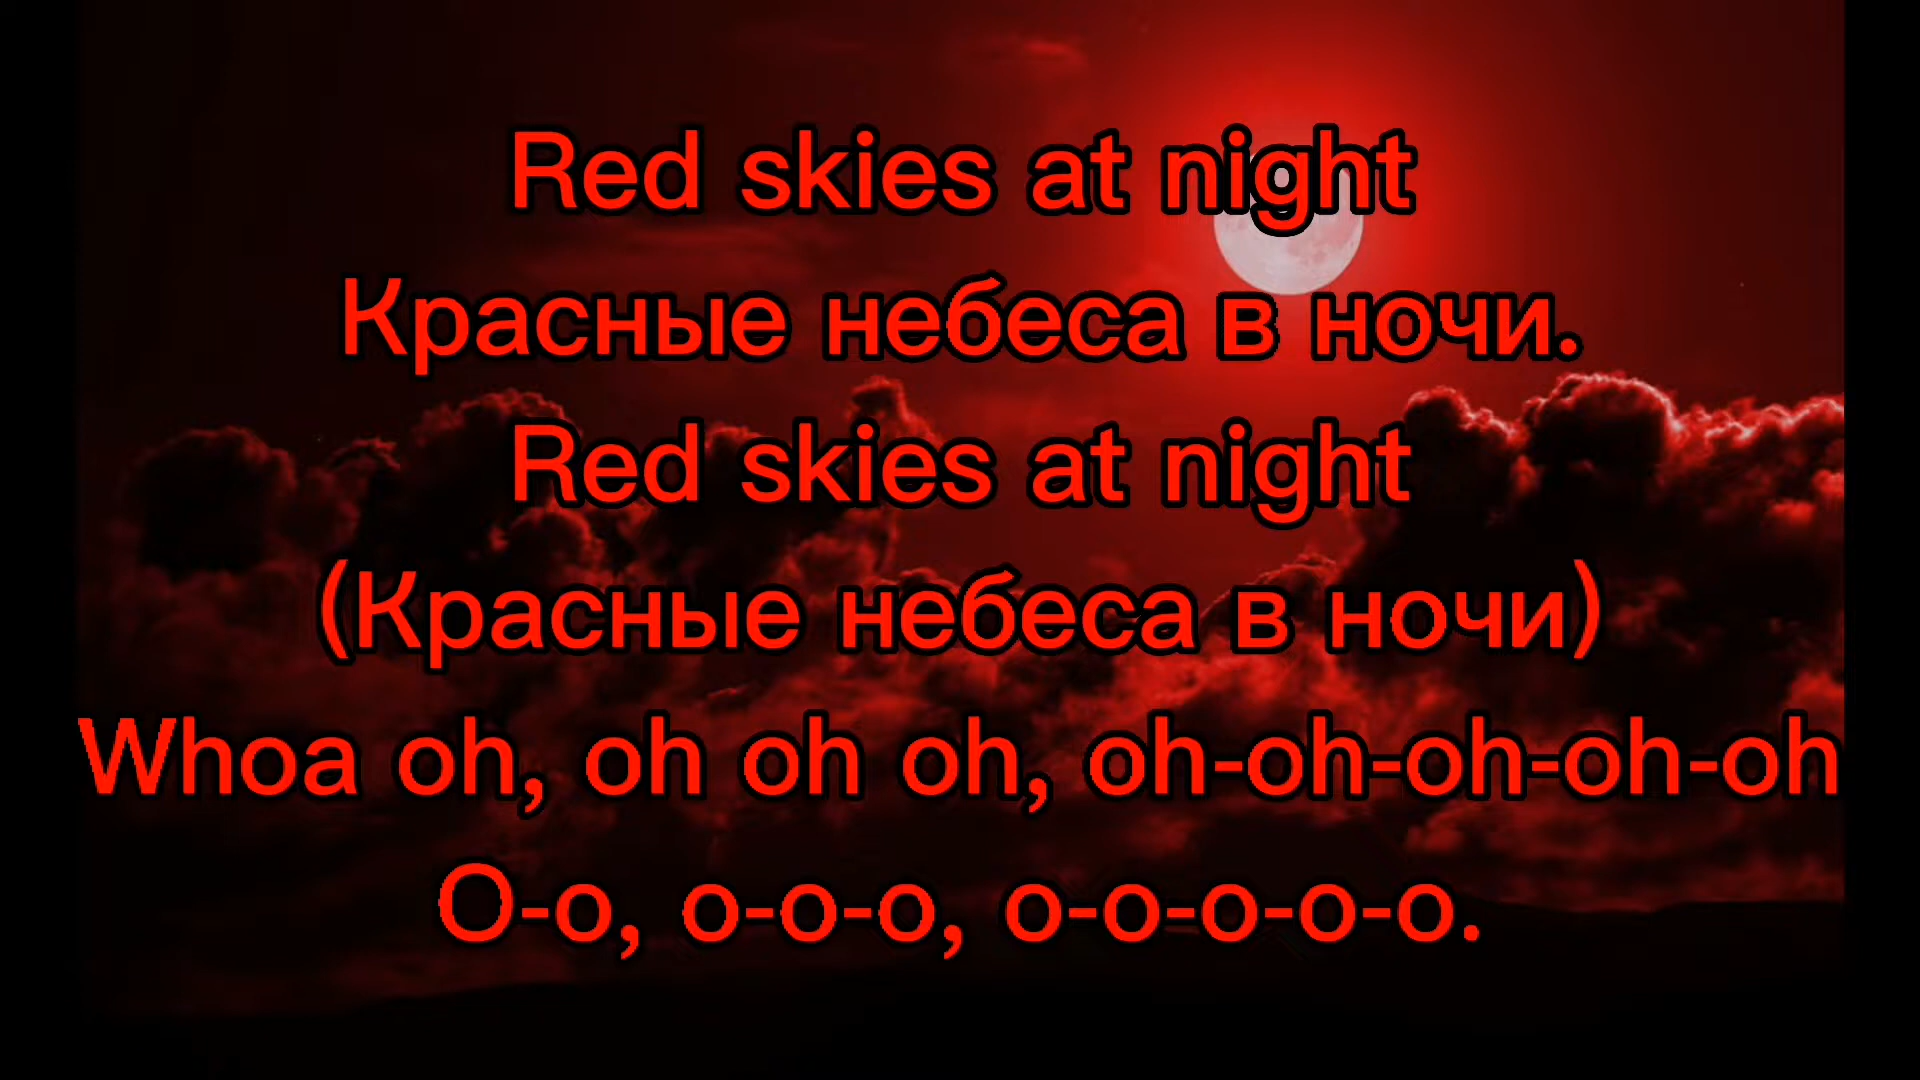 Red skies at night
Красные небеса в ночи.
Red skies at night
(Красные небеса в ночи)
Whoa oh, oh oh oh, oh-oh-oh-oh-oh
О-о, о-о-о, о-о-о-о-о.